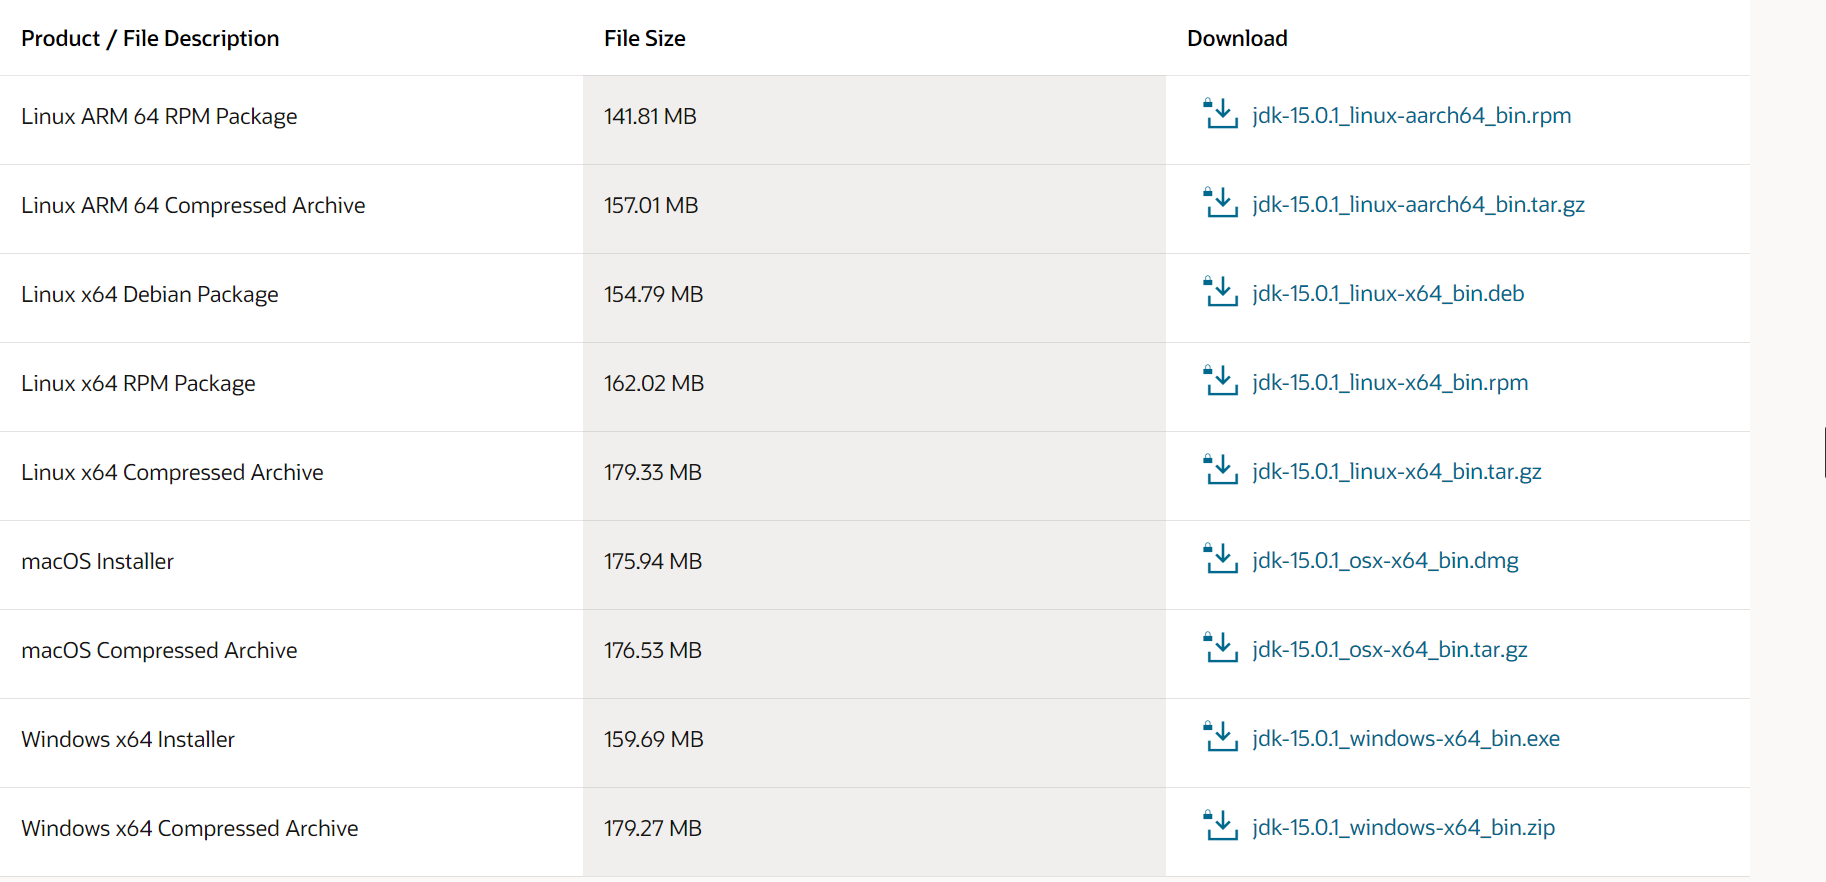 Product / File Description File Size Download
Linux ARM 64 RPM Package 141.81 MB jdk-15.0.1_linux-aarch64_bin.rpm
Linux ARM 64 Compressed Archive 157.01 MB jdk-15.0.1_linux-aarch64_bin.tar.gz
Linux x64 Debian Package 154.79 MB jdk-15.0.1_linux-x64_bin.deb
Linux x64 RPM Package 162.02 MB jdk-15.0.1_linux-x64_bin.rpm
Linux x64 Compressed Archive 179.33 MB jdk-15.0.1_linux-x64_bin.tar.gz
macOS Installer 175.94 MB jdk-15.0.1_osx-x64_bin.dmg
macOS Compressed Archive 176.53 MB jdk-15.0.1_osx-x64_bin.tar.gz
Windows x64 Installer 159.69 MB jdk-15.0.1_windows-x64_bin.exe
Windows x64 Compressed Archive 179.27 MB jdk-15.0.1_windows-x64_bin.zip